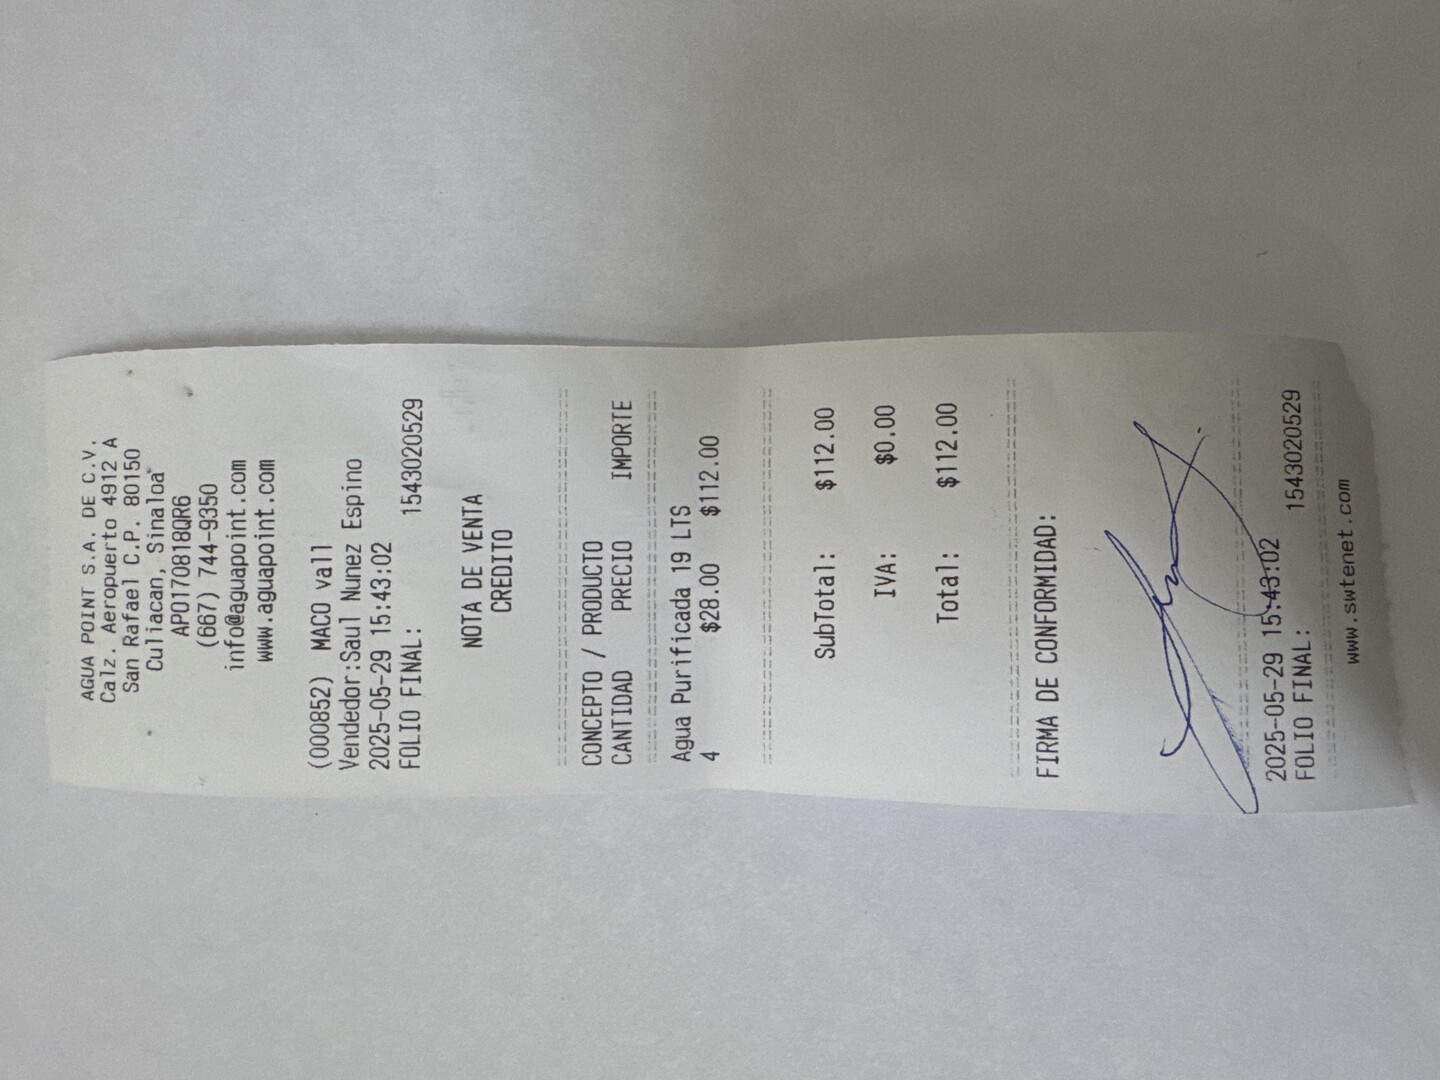 AGUA POINT S.A. DE C.V.
Calz. Aeropuerto 4912 A
San Rafael C.P. 80150
Culiacan, Sinaloa
APO170818QR6
(667) 744-9350
info@aguapoint.com
www.aguapoint.com
(000852) MACO vall
Vendedor:Saul Nunez Espino
2025-05-29 15:43:02
FOLIO FINAL: 1543020529
NOTA DE VENTA
CREDITO
CONCEPTO / PRODUCTO
CANTIDAD PRECIO IMPORTE
Agua Purificada 19 LTS
4 $28.00 $112.00
SubTotal: $112.00
IVA: $0.00
Total: $112.00
FIRMA DE CONFORMIDAD:
2025-05-29 15:43:02
FOLIO FINAL: 1543020529
www.swtenet.com